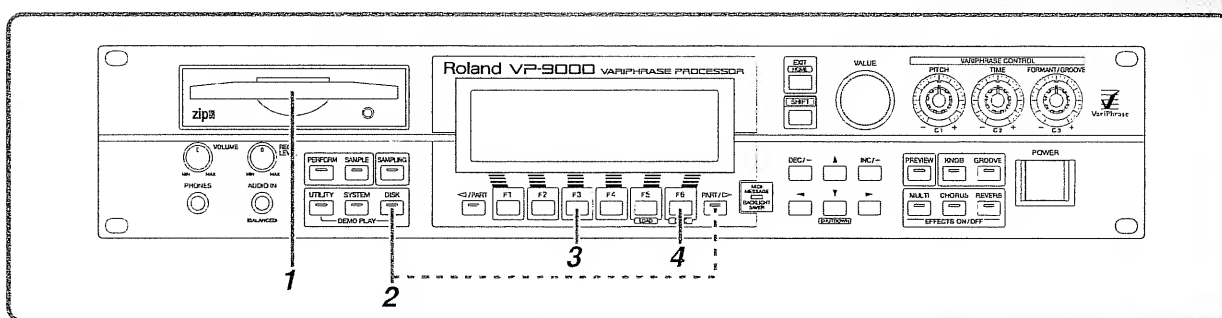 Roland VP-9000 VARIPHRASE PROCESSOR
zip
VOLUME
MIN MAX
MIN MAX
PHONES
AUDIO IN
(BALANCED)
PERFORM SAMPLE SAMPLING
UTILITY SYSTEM DISK
DEMO PLAY
◁/PART F1 F2 F3 F4 F5 F6 PART/▷
LOAD
MIDI
MESSAGE
BACKLIGHT
SAVER
EXIT
HOME
SHIFT
VALUE
VARIPHRASE CONTROL
PITCH TIME FORMANT/GROOVE
- C1 + - C2 + - C3 +
VariPhrase
DEC/- ▲ INC/+
◄ ▼ ►
SHUTDOWN
PREVIEW KNOB GROOVE
MULTI CHORUS REVERB
EFFECTS ON/OFF
POWER
1
2
3
4